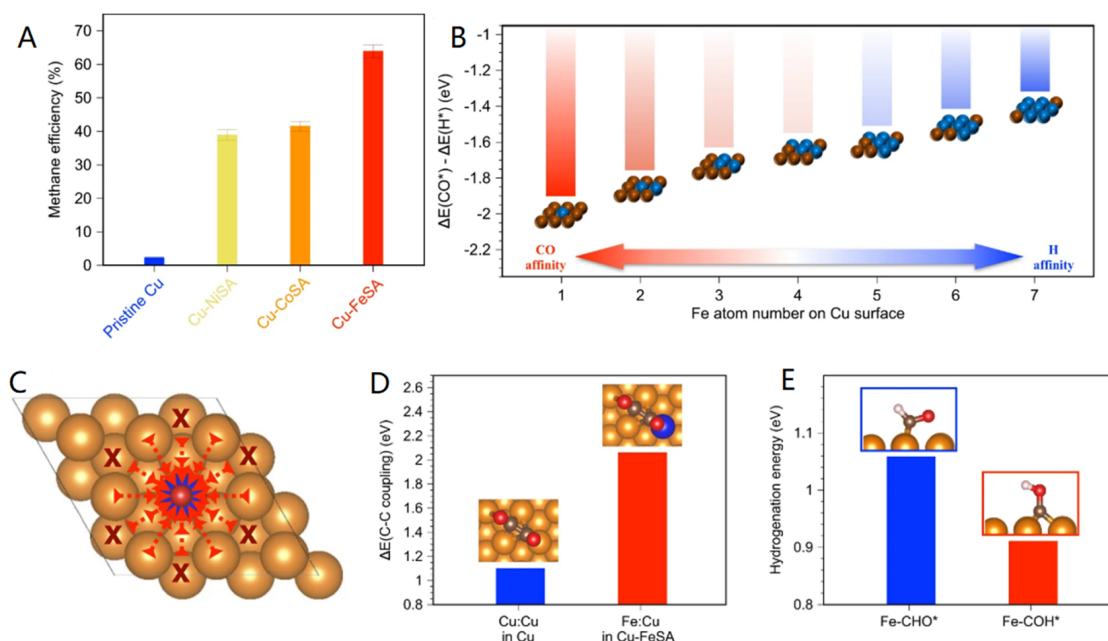 A
Methane efficiency (%)
70
60
50
40
30
20
10
0
Pristine Cu
Cu-NiSA
Cu-CoSA
Cu-FeSA
B
ΔE(CO*) - ΔE(H*) (eV)
-1
-1.4
-1.6
-1.8
-2
-2.2
CO
affinity
H
affinity
1 2 3 4 5 6 7
Fe atom number on Cu surface
C
X
X
X
X
X
X
D
ΔE(C-C coupling) (eV)
2.6
2.4
2.2
2
1.8
1.6
1.4
1.2
1
0.8
Cu:Cu
in Cu
Fe:Cu
in Cu-FeSA
E
Hydrogenation energy (eV)
1.1
1
0.9
0.8
Fe-CHO*
Fe-COH*